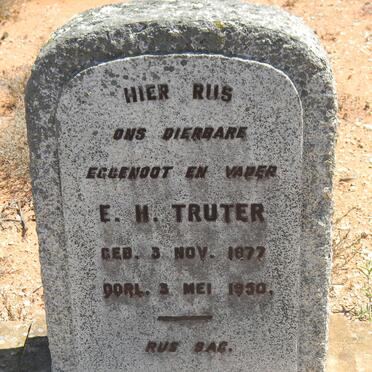 HIER RUS
ONS DIERBARE
EGGENOOT EN VADER
E. H. TRUTER
GEB. 3 NOV. 1877
OORL. 3 MEI 1950.
RUS SAG.